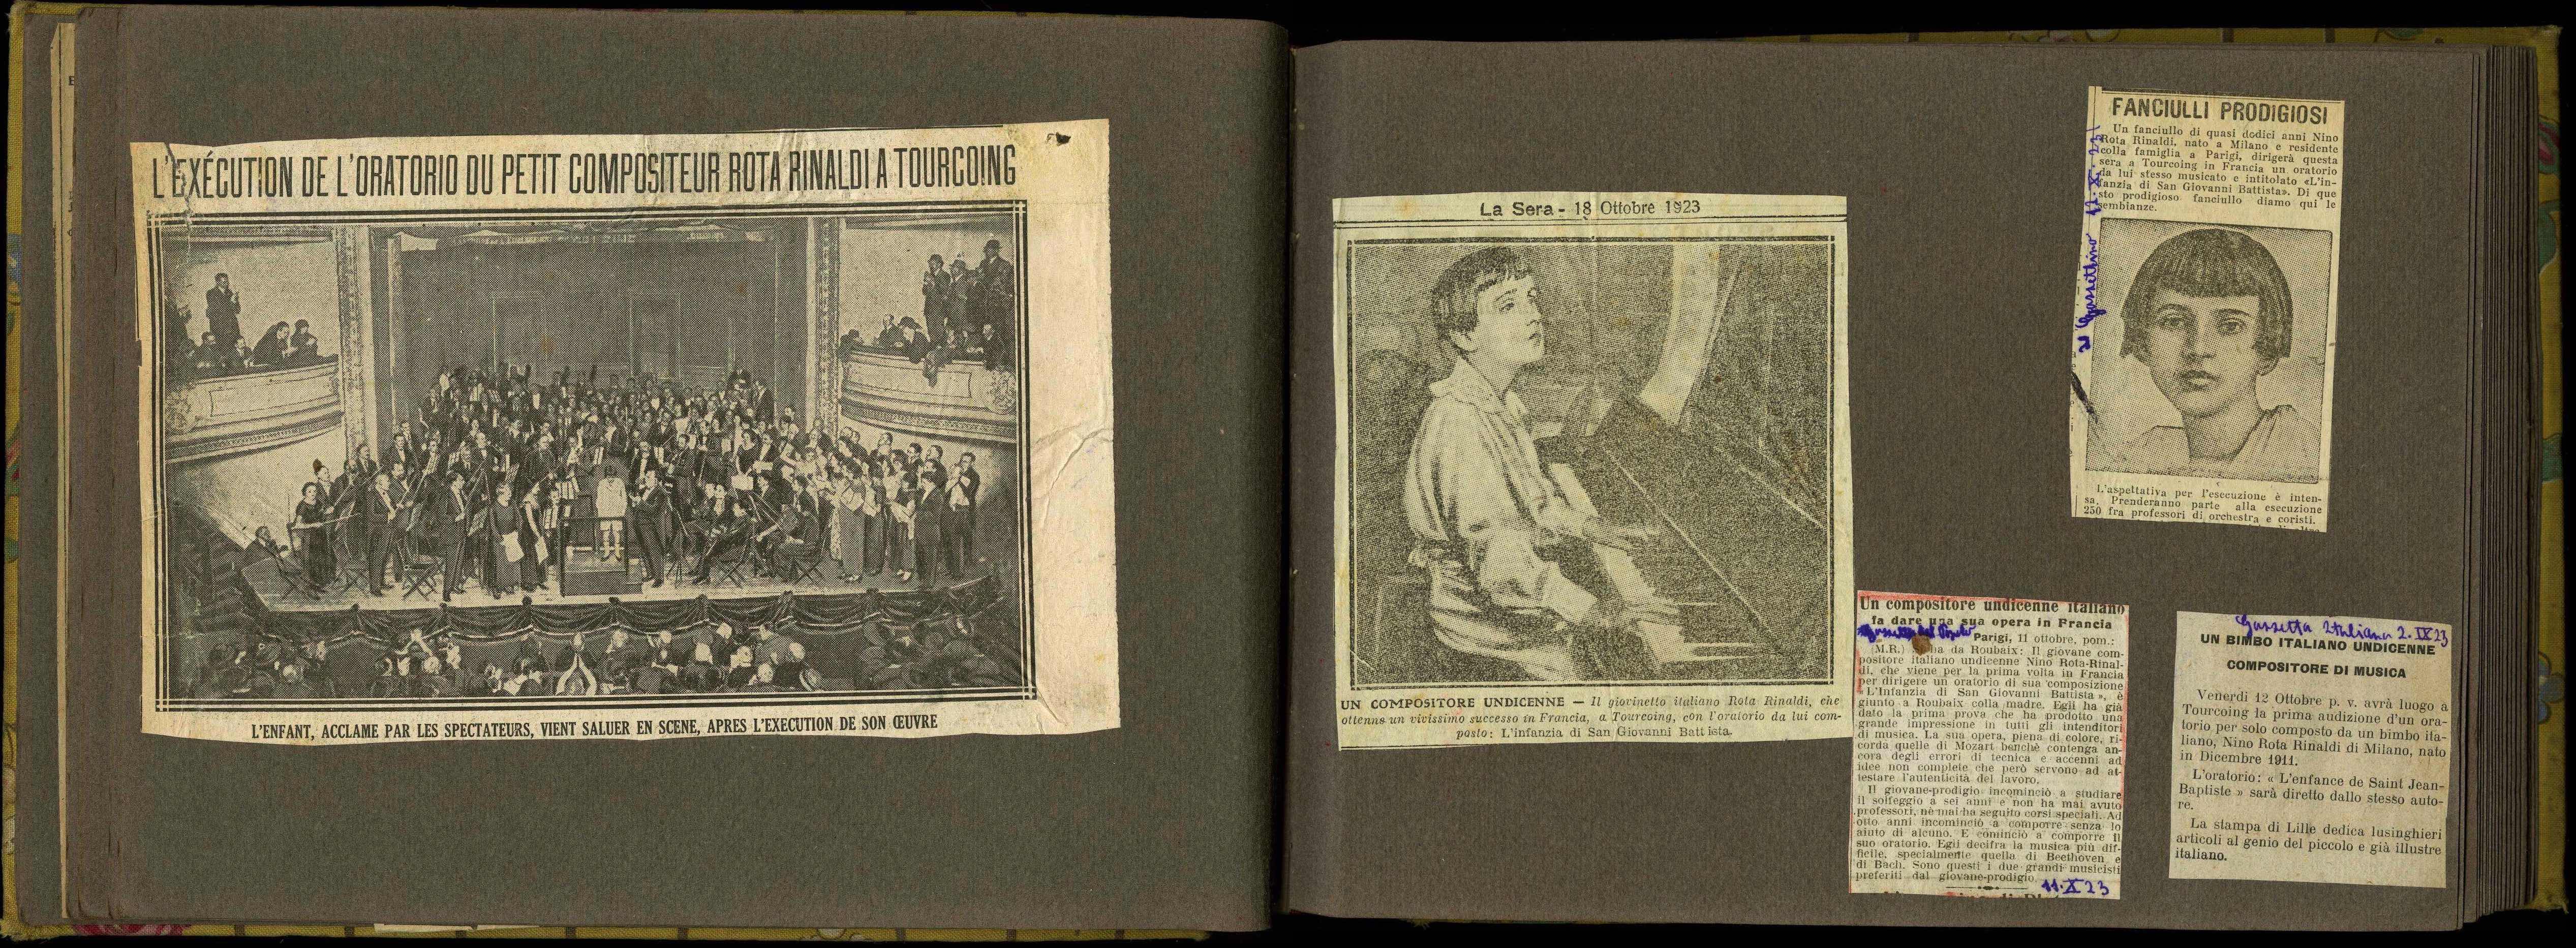 L'EXÉCUTION DE L'ORATORIO DU PETIT COMPOSITEUR ROTA RINALDI A TOURCOING
L'ENFANT, ACCLAME PAR LES SPECTATEURS, VIENT SALUER EN SCENE, APRES L'EXECUTION DE SON ŒUVRE
La Sera - 18 Ottobre 1923
UN COMPOSITORE UNDICENNE — Il giovinetto italiano Rota Rinaldi, che
ottenne un vivissimo successo in Francia, a Tourcoing, con l'oratorio da lui com-
posto: L'infanzia di San Giovanni Battista.
FANCIULLI PRODIGIOSI
Un fanciullo di quasi dodici anni Nino
Rota Rinaldi, nato a Milano e residente
colla famiglia a Parigi, dirigerà questa
sera a Tourcoing in Francia un oratorio
da lui stesso musicato e intitolato «L'in-
fanzia di San Giovanni Battista». Di que
sto prodigioso fanciullo diamo qui le
sembianze.
Il Gazzettino 12.X.23
L'aspettativa per l'esecuzione è inten-
sa. Prenderanno parte alla esecuzione
250 fra professori di orchestra e coristi.
Un compositore undicenne italiano
fa dare una sua opera in Francia
Gazzetta del Popolo
Parigi, 11 ottobre, pom.:
(M.R.) da Roubaix: Il giovane com-
positore italiano undicenne Nino Rota-Rinal-
di, che viene per la prima volta in Francia
per dirigere un oratorio di sua composizione
«L'Infanzia di San Giovanni Battista», è
giunto a Roubaix colla madre. Egli ha già
dato la prima prova che ha prodotto una
grande impressione in tutti gli intenditori
di musica. La sua opera, piena di colore, ri-
corda quelle di Mozart benchè contenga an-
cora degli errori di tecnica e accenni ad
idee non complete che però servono ad at-
testare l'autenticità del lavoro.
Il giovane-prodigio incominciò a studiare
il solfeggio a sei anni e non ha mai avuto
professori, nè mai ha seguito corsi speciali. Ad
otto anni incominciò a comporre senza lo
aiuto di alcuno. E cominciò a comporre il
suo oratorio. Egli decifra la musica più dif-
ficile, specialmente quella di Beethoven e
di Bach. Sono questi i due grandi musicisti
preferiti dal giovane-prodigio.
11.X.23
Gazzetta Italiana 2.IX.23
UN BIMBO ITALIANO UNDICENNE
COMPOSITORE DI MUSICA
Venerdi 12 Ottobre p. v. avrà luogo a
Tourcoing la prima audizione d'un ora-
torio per solo composto da un bimbo ita-
liano, Nino Rota Rinaldi di Milano, nato
in Dicembre 1911.
L'oratorio: « L'enfance de Saint Jean-
Baptiste » sarà diretto dallo stesso auto-
re.
La stampa di Lille dedica lusinghieri
articoli al genio del piccolo e già illustre
italiano.